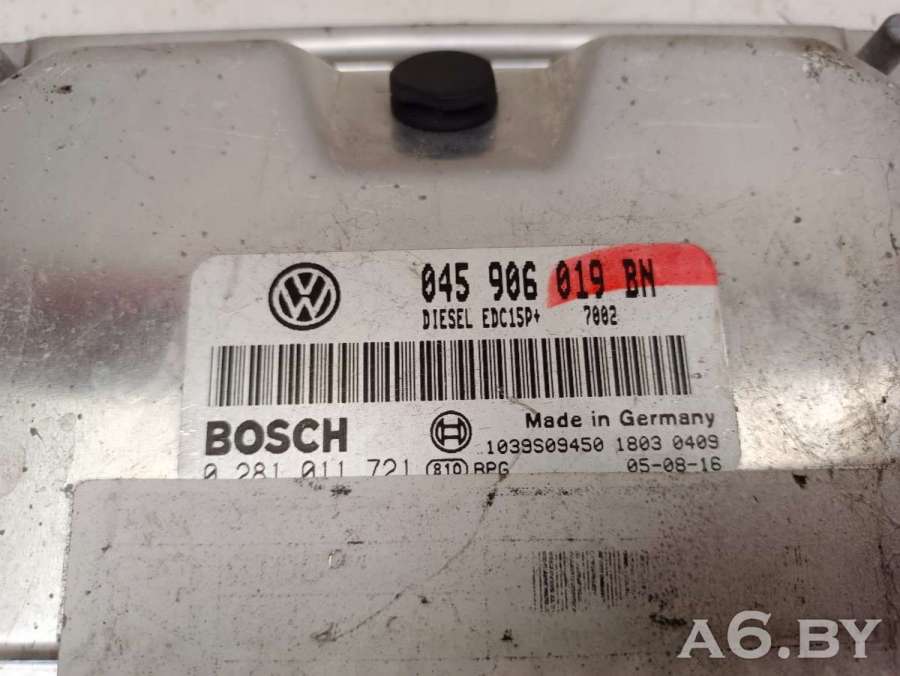 045 906 019 BN
DIESEL EDC15P+ 7002
BOSCH
Made in Germany
1039S09450 1803 0409
0 281 011 721 810 BPG 05-08-16
A6.BY